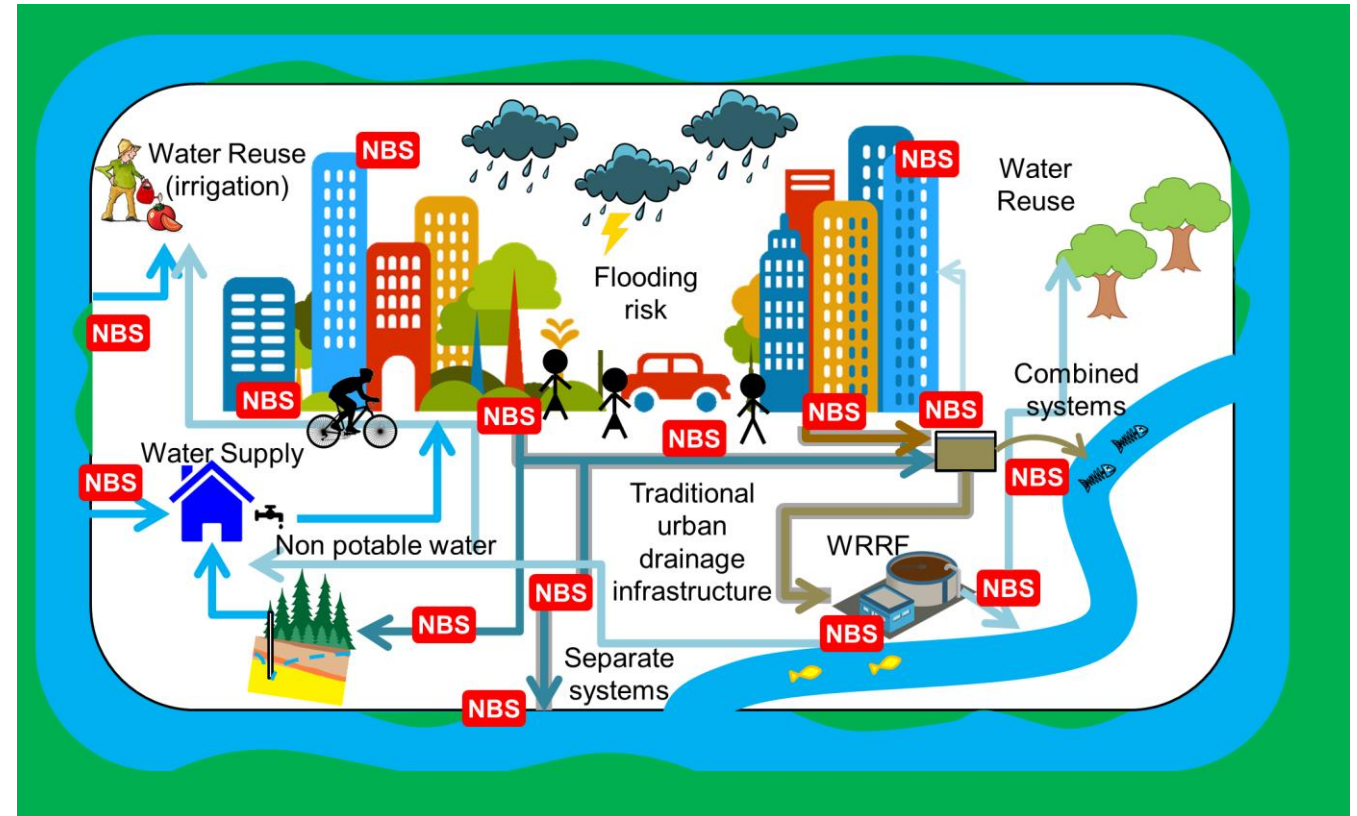 Water Reuse
(irrigation)
NBS
NBS
Water
Reuse
Flooding
risk
NBS
NBS
Combined
systems
NBS
NBS
NBS
NBS
Water Supply
NBS
NBS
Traditional
urban
drainage
infrastructure
Non potable water
WRRF
NBS
NBS
NBS
NBS
Separate
systems
NBS